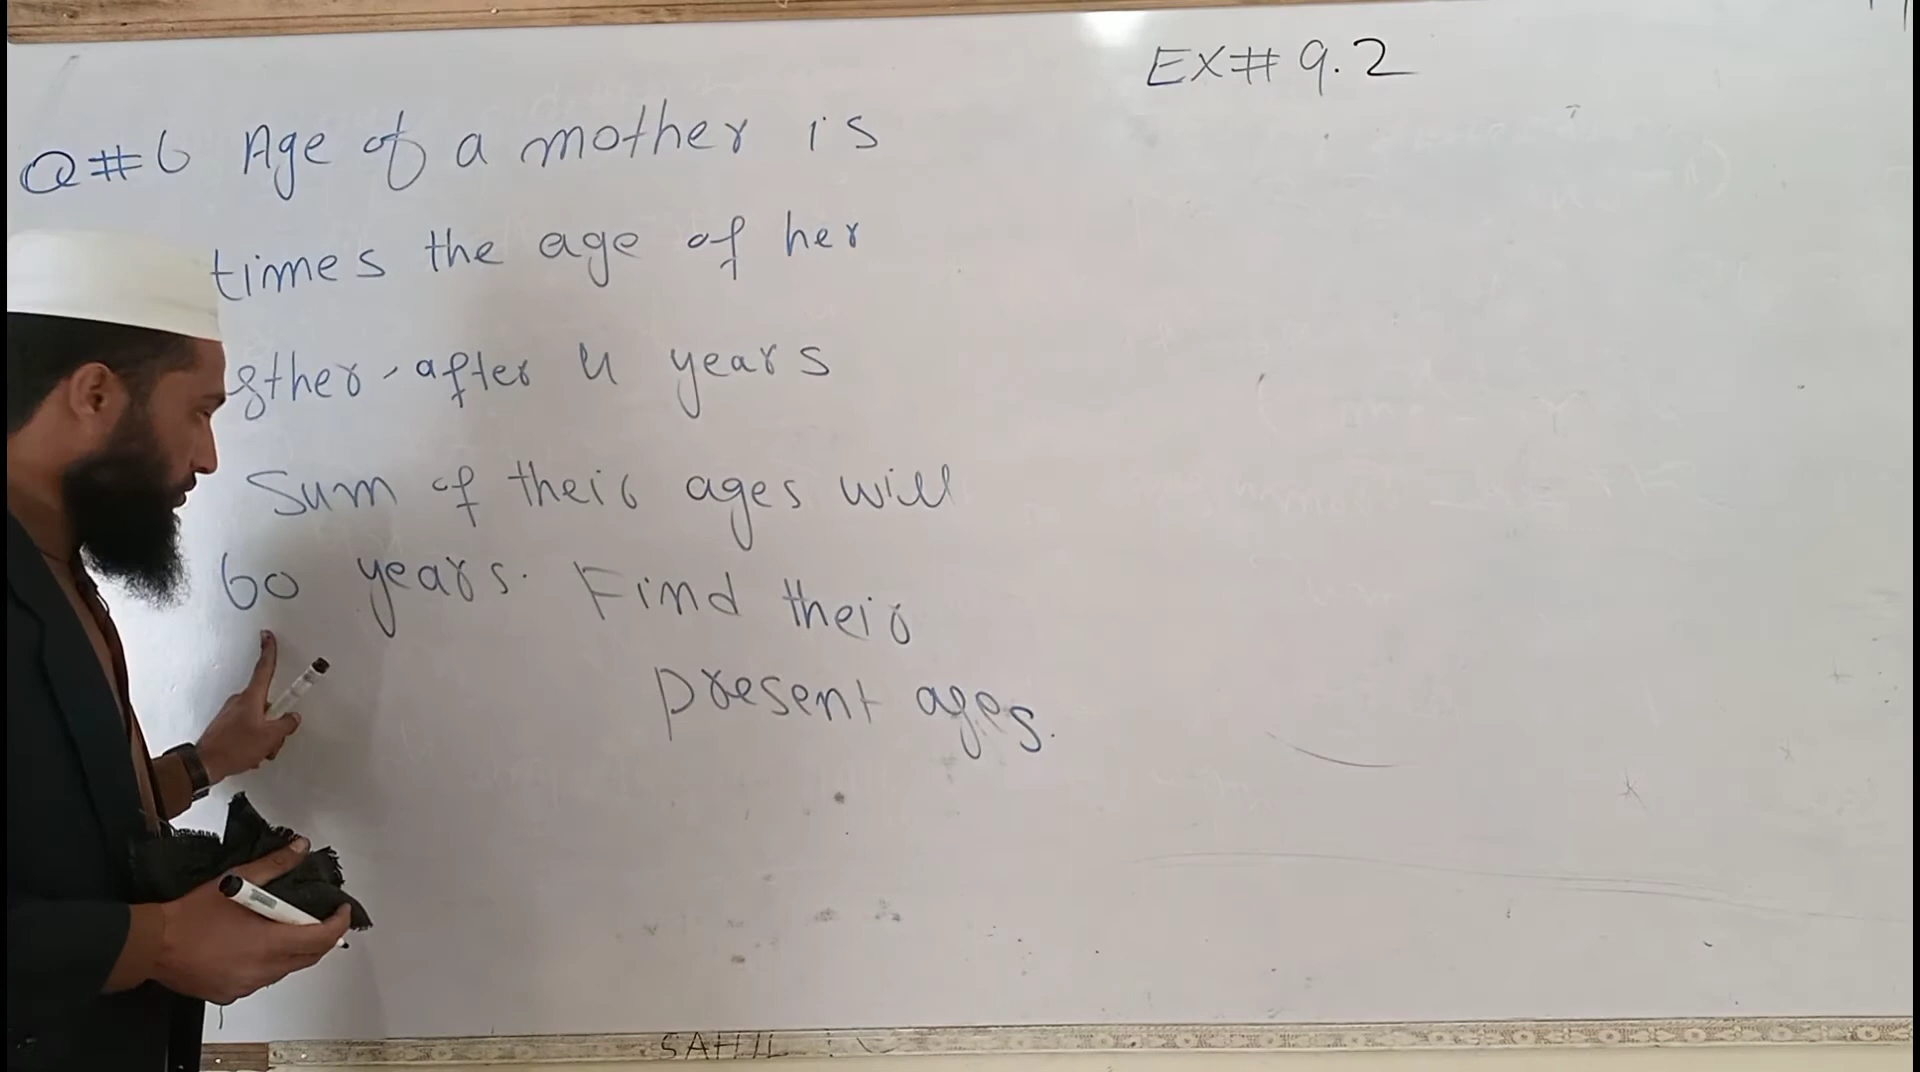 EX# 9.2
Q#6 Age of a mother is
times the age of her
gther. after 4 years
Sum of their ages will
60 years. Find their
present ages.
SAHIL